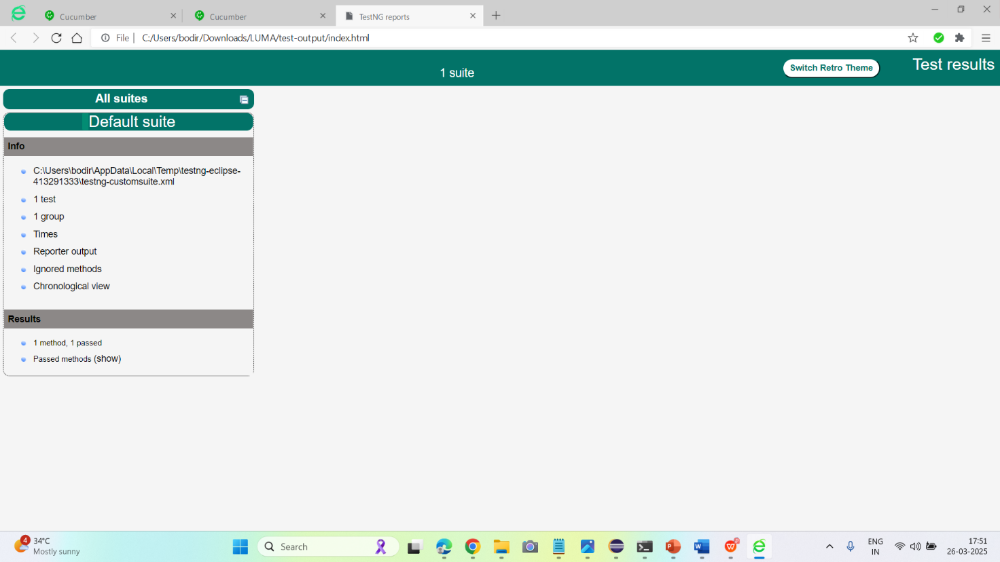 Cucumber
Cucumber
TestNG reports
File
C:/Users/bodir/Downloads/LUMA/test-output/index.html
1 suite
Switch Retro Theme
Test results
All suites
Default suite
Info
C:\Users\bodir\AppData\Local\Temp\testng-eclipse-
413291333\testng-customsuite.xml
1 test
1 group
Times
Reporter output
Ignored methods
Chronological view
Results
1 method, 1 passed
Passed methods (show)
4
34°C
Mostly sunny
Search
ENG
IN
17:51
26-03-2025